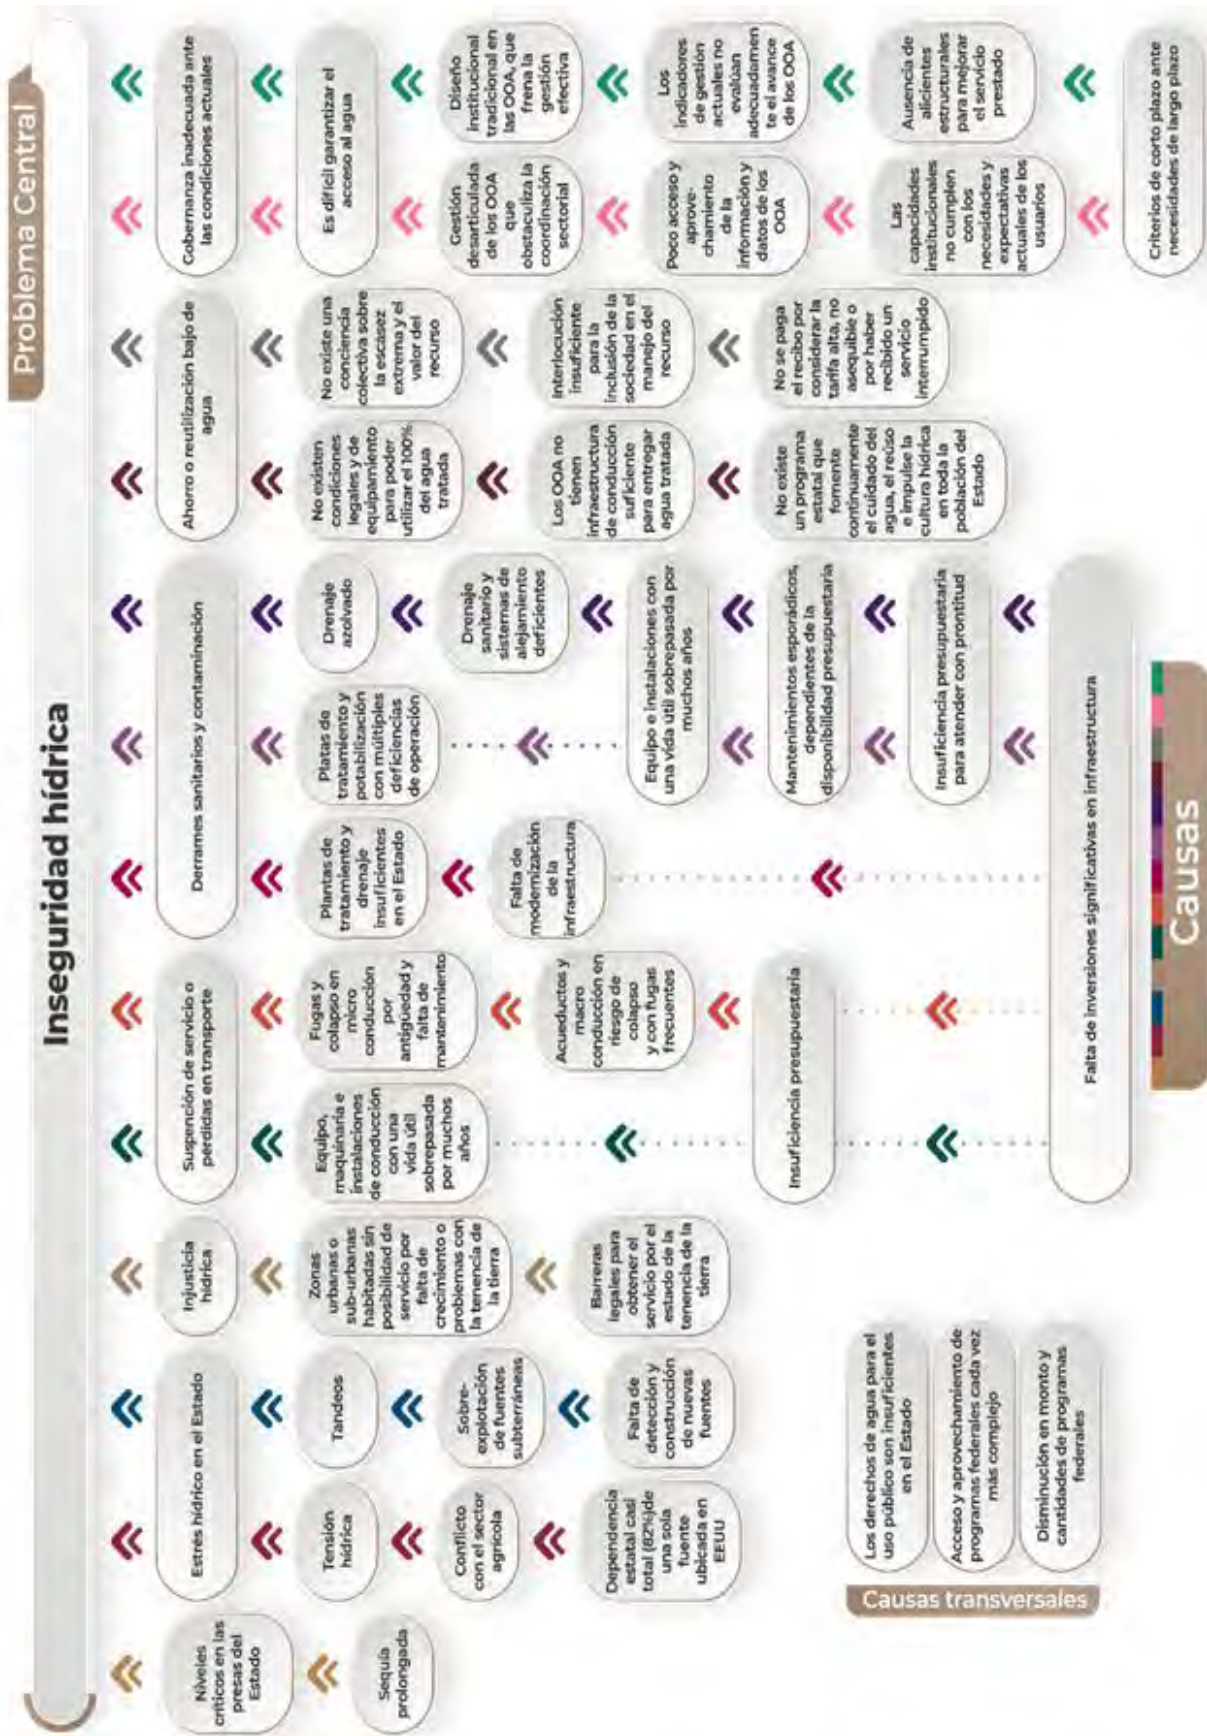 Problema Central
Inseguridad hídrica
Niveles
críticos en las
presas del
Estado
Sequía
prolongada
Estrés hídrico en el Estado
Tensión
hídrica
Conflicto
con el sector
agrícola
Dependencia
estatal casi
total (82%)de
una sola
fuente
ubicada en
EEUU
Tandeos
Sobre-
explotación
de fuentes
subterráneas
Falta de
detección y
construcción
de nuevas
fuentes
Injusticia
hídrica
Zonas
urbanas o
sub-urbanas
habitadas sin
posibilidad de
servicio por
falta de
crecimiento o
problemas con
la tenencia de
la tierra
Barreras
legales para
obtener el
servicio por el
estado de la
tenencia de la
tierra
Suspención de servicio o
pérdidas en transporte
Equipo,
maquinaria e
instalaciones
de conducción
con una
vida útil
sobrepasada
por muchos
años
Fugas y
colapso en
micro
conducción
por
antigüedad y
falta de
mantenimiento
Acueductos y
macro
conducción en
riesgo de
colapso
y con fugas
frecuentes
Insuficiencia presupuestaria
Derrames sanitarios y contaminación
Plantas de
tratamiento y
drenaje
insuficientes
en el Estado
Falta de
modernización
de la
infraestructura
Platas de
tratamiento y
potabilización
con múltiples
deficiencias
de operación
Drenaje
azolvado
Drenaje
sanitario y
sistemas de
alejamiento
deficientes
Equipo e instalaciones con
una vida útil sobrepasada por
muchos años
Mantenimientos esporádicos,
dependientes de la
disponibilidad presupuestaria
Insuficiencia presupuestaria
para atender con prontitud
Falta de inversiones significativas en infraestructura
Ahorro o reutilización bajo de
agua
No existen
condiciones
legales y de
equipamiento
para poder
utilizar el 100%
del agua
tratada
Los OOA no
tienen
infraestructura
de conducción
suficiente
para entregar
agua tratada
No existe
un programa
estatal que
fomente
continuamente
el cuidado del
agua, el reúso
e impulse la
cultura hídrica
en toda la
población del
Estado
No existe una
conciencia
colectiva sobre
la escasez
extrema y el
valor del
recurso
Interlocución
insuficiente
para la
inclusión de la
sociedad en el
manejo del
recurso
No se paga
el recibo por
considerar la
tarifa alta, no
asequible o
por haber
recibido un
servicio
interrumpido
Gobernanza inadecuada ante
las condiciones actuales
Es difícil garantizar el
acceso al agua
Gestión
desarticulada
de los OOA
que
obstaculiza la
coordinación
sectorial
Poco acceso y
aprove-
chamiento
de la
información y
datos de los
OOA
Las
capacidades
institucionales
no cumplen
con los
necesidades y
expectativas
actuales de los
usuarios
Diseño
institucional
tradicional en
las OOA, que
frena la
gestión
efectiva
Los
indicadores
de gestión
actuales no
evalúan
adecuadamen
te el avance
de los OOA
Ausencia de
alicientes
estructurales
para mejorar
el servicio
prestado
Criterios de corto plazo ante
necesidades de largo plazo
Causas transversales
Los derechos de agua para el
uso público son insuficientes
en el Estado
Acceso y aprovechamiento de
programas federales cada vez
más complejo
Disminución en monto y
cantidades de programas
federales
Causas